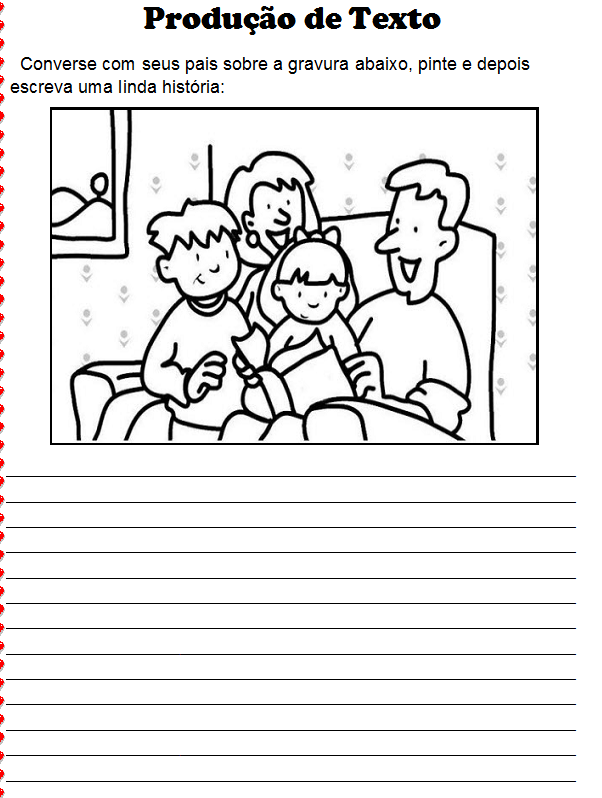 Produção de Texto
Converse com seus pais sobre a gravura abaixo, pinte e depois
escreva uma linda história: